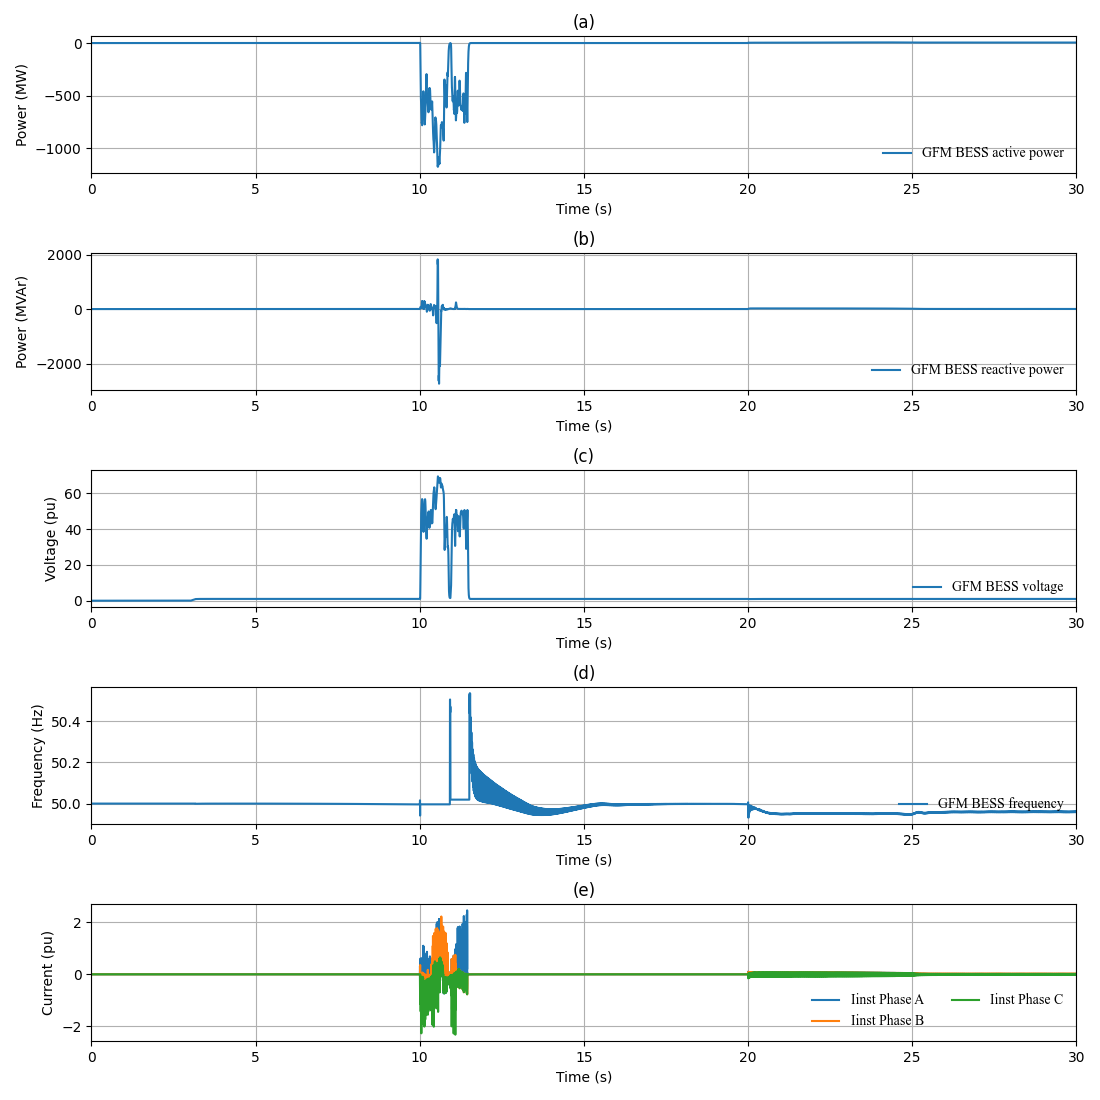 (a)
Power (MW)
0
−500
−1000
GFM BESS active power
0 5 10 15 20 25 30
Time (s)
(b)
Power (MVAr)
2000
0
−2000
GFM BESS reactive power
0 5 10 15 20 25 30
Time (s)
(c)
Voltage (pu)
60
40
20
0
GFM BESS voltage
0 5 10 15 20 25 30
Time (s)
(d)
Frequency (Hz)
50.4
50.2
50.0
GFM BESS frequency
0 5 10 15 20 25 30
Time (s)
(e)
Current (pu)
2
0
−2
Iinst Phase A Iinst Phase C
Iinst Phase B
0 5 10 15 20 25 30
Time (s)